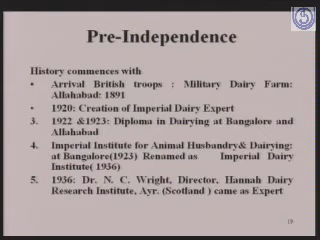 Pre-Independence
History commences with
• Arrival British troops : Military Dairy Farm:
Allahabad: 1891
• 1920: Creation of Imperial Dairy Expert
3. 1922 &1923: Diploma in Dairying at Bangalore and
Allahabad
4. Imperial Institute for Animal Husbandry& Dairying:
at Bangalore(1923) Renamed as Imperial Dairy
Institute( 1936)
5. 1936: Dr. N. C. Wright, Director, Hannah Dairy
Research Institute, Ayr. (Scotland ) came as Expert
19